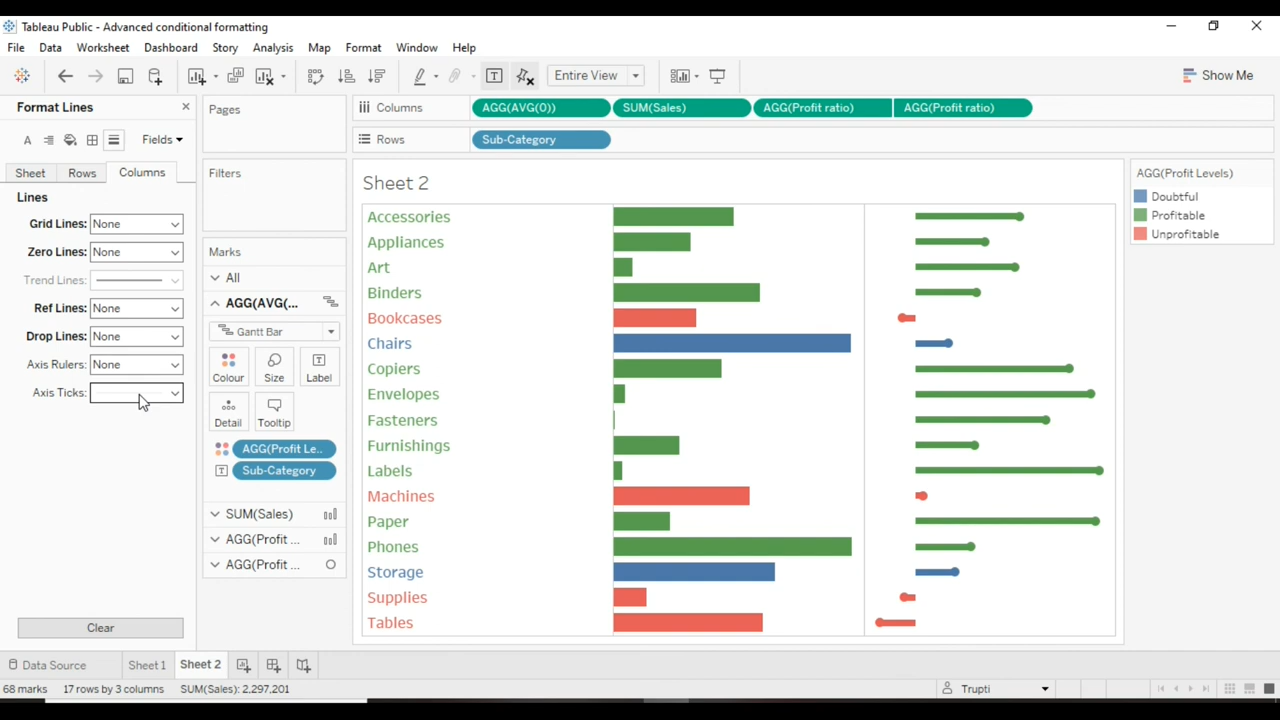 Tableau Public - Advanced conditional formatting
File Data Worksheet Dashboard Story Analysis Map Format Window Help
Entire View
Show Me
Format Lines
Fields
Sheet Rows Columns
Lines
Grid Lines: None
Zero Lines: None
Trend Lines:
Ref Lines: None
Drop Lines: None
Axis Rulers: None
Axis Ticks:
Clear
Pages
Filters
Marks
All
AGG(AVG(...
Gantt Bar
Colour Size Label
Detail Tooltip
AGG(Profit Le..
Sub-Category
SUM(Sales)
AGG(Profit ...
AGG(Profit ...
Columns AGG(AVG(0)) SUM(Sales) AGG(Profit ratio) AGG(Profit ratio)
Rows Sub-Category
Sheet 2
Accessories
Appliances
Art
Binders
Bookcases
Chairs
Copiers
Envelopes
Fasteners
Furnishings
Labels
Machines
Paper
Phones
Storage
Supplies
Tables
AGG(Profit Levels)
Doubtful
Profitable
Unprofitable
Data Source Sheet 1 Sheet 2
68 marks 17 rows by 3 columns SUM(Sales): 2,297,201 Trupti